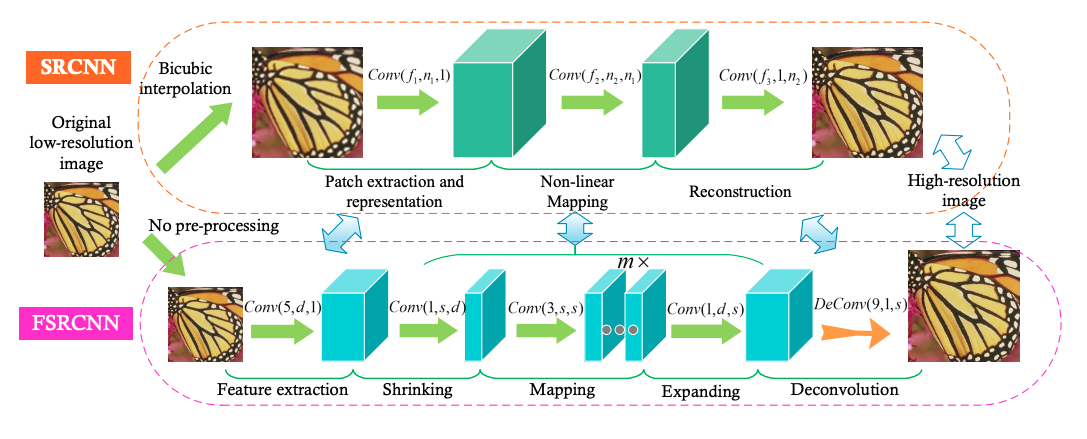 SRCNN
Bicubic
interpolation
Original
low-resolution
image
Conv(f₁,n₁,1)
Conv(f₂,n₂,n₁)
Conv(f₃,1,n₂)
Patch extraction and
representation
Non-linear
Mapping
Reconstruction
High-resolution
image
No pre-processing
FSRCNN
m×
Conv(5,d,1)
Conv(1,s,d)
Conv(3,s,s)
Conv(1,d,s)
DeConv(9,1,s)
Feature extraction
Shrinking
Mapping
Expanding
Deconvolution